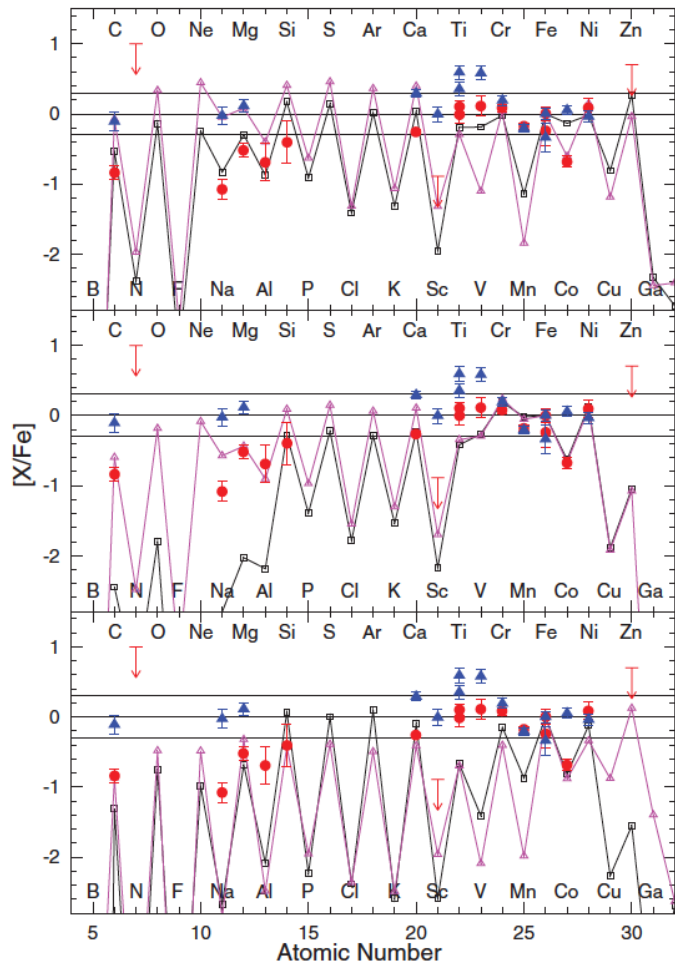 C O Ne Mg Si S Ar Ca Ti Cr Fe Ni Zn
1
0
-1
-2
B N F Na Al P Cl K Sc V Mn Co Cu Ga
C O Ne Mg Si S Ar Ca Ti Cr Fe Ni Zn
1
0
[X/Fe]
-1
-2
B N F Na Al P Cl K Sc V Mn Co Cu Ga
C O Ne Mg Si S Ar Ca Ti Cr Fe Ni Zn
1
0
-1
-2
B N F Na Al P Cl K Sc V Mn Co Cu Ga
5 10 15 20 25 30
Atomic Number